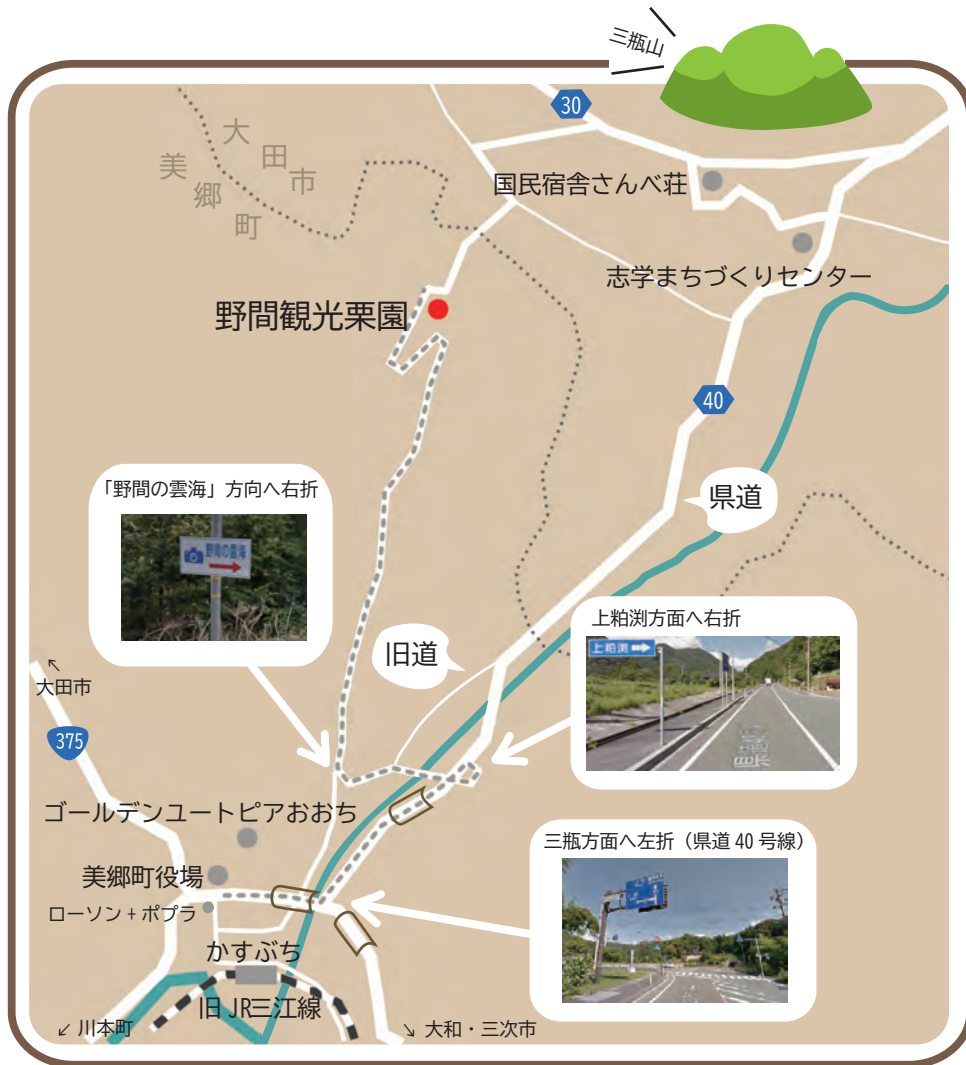 三瓶山
30
大田市
美郷町
国民宿舎さんべ荘
志学まちづくりセンター
野間観光栗園
40
県道
「野間の雲海」方向へ右折
野間の雲海
上粕渕方面へ右折
上粕渕
県道40号
旧道
↖
大田市
375
ゴールデンユートピアおおち
三瓶方面へ左折（県道 40 号線）
美郷町役場
ローソン + ポプラ
かすぶち
旧 JR三江線
↙ 川本町
↘ 大和・三次市